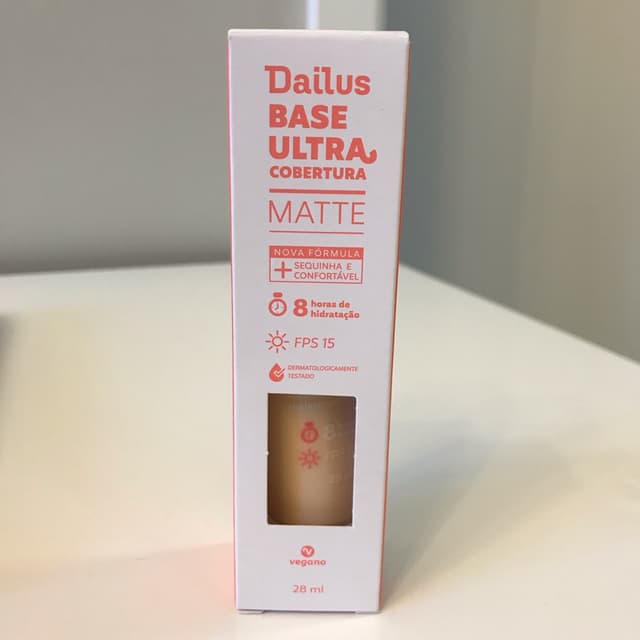 Dailus
BASE
ULTRA
COBERTURA
MATTE
NOVA FÓRMULA
+ SEQUINHA E
CONFORTÁVEL
8 horas de
hidratação
FPS 15
DERMATOLOGICAMENTE
TESTADO
8
vegano
28 ml